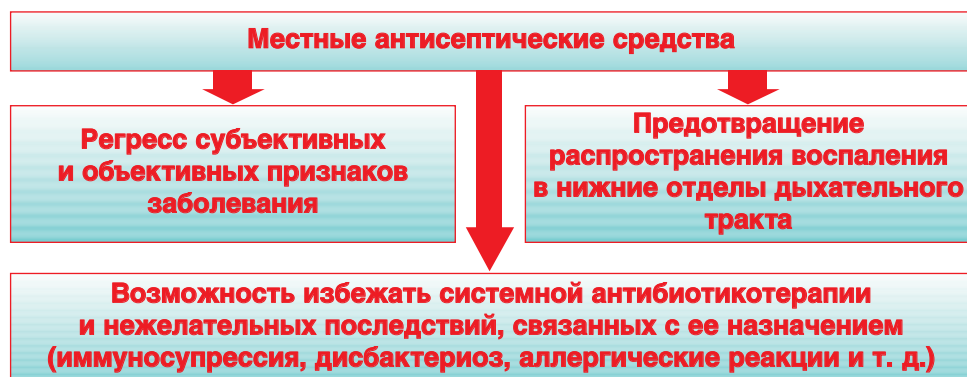 Местные антисептические средства
Регресс субъективных
и объективных признаков
заболевания
Предотвращение
распространения воспаления
в нижние отделы дыхательного
тракта
Возможность избежать системной антибиотикотерапии
и нежелательных последствий, связанных с ее назначением
(иммуносупрессия, дисбактериоз, аллергические реакции и т. д.)